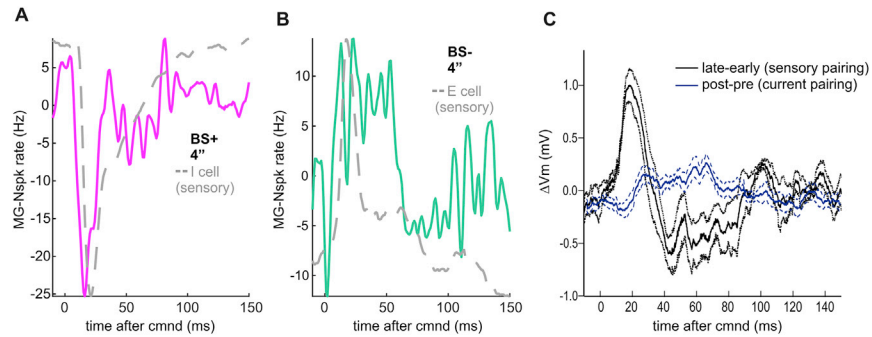 A
MG-Nspk rate (Hz)
5
0
-5
-10
-15
-20
-25
BS+
4”
I cell
(sensory)
0
50
100
150
time after cmnd (ms)
B
MG-Nspk rate (Hz)
10
5
0
-5
-10
BS-
4”
E cell
(sensory)
0
50
100
150
time after cmnd (ms)
C
late-early (sensory pairing)
post-pre (current pairing)
ΔVm (mV)
1.0
0.5
0.0
-0.5
-1.0
0
20
40
60
80
100
120
140
time after cmnd (ms)